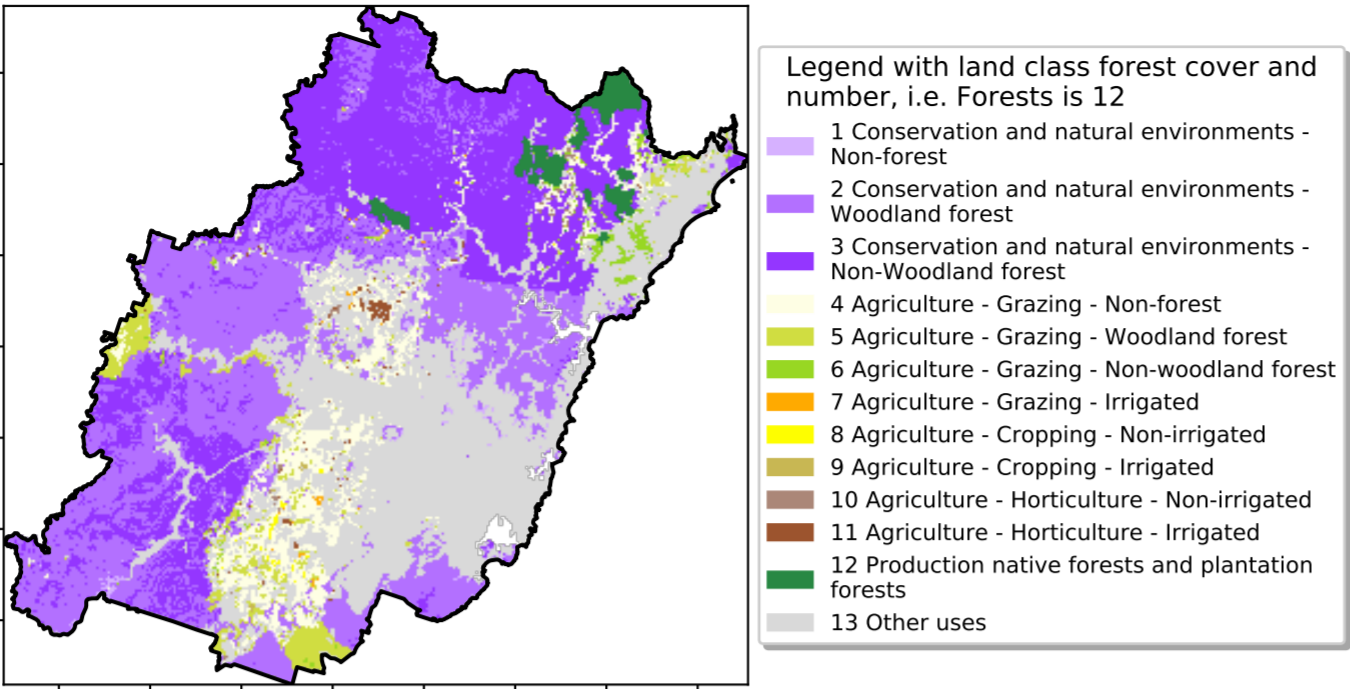 Legend with land class forest cover and
number, i.e. Forests is 12
1 Conservation and natural environments -
Non-forest
2 Conservation and natural environments -
Woodland forest
3 Conservation and natural environments -
Non-Woodland forest
4 Agriculture - Grazing - Non-forest
5 Agriculture - Grazing - Woodland forest
6 Agriculture - Grazing - Non-woodland forest
7 Agriculture - Grazing - Irrigated
8 Agriculture - Cropping - Non-irrigated
9 Agriculture - Cropping - Irrigated
10 Agriculture - Horticulture - Non-irrigated
11 Agriculture - Horticulture - Irrigated
12 Production native forests and plantation
forests
13 Other uses